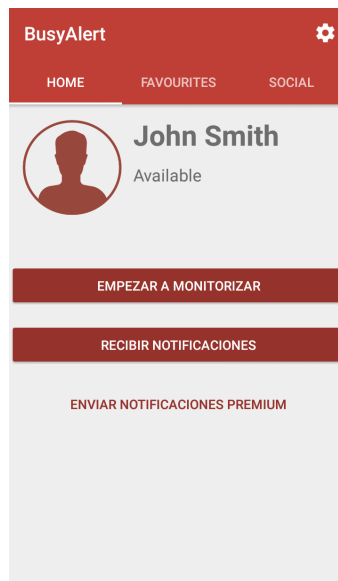 BusyAlert
HOME FAVOURITES SOCIAL
John Smith
Available
EMPEZAR A MONITORIZAR
RECIBIR NOTIFICACIONES
ENVIAR NOTIFICACIONES PREMIUM